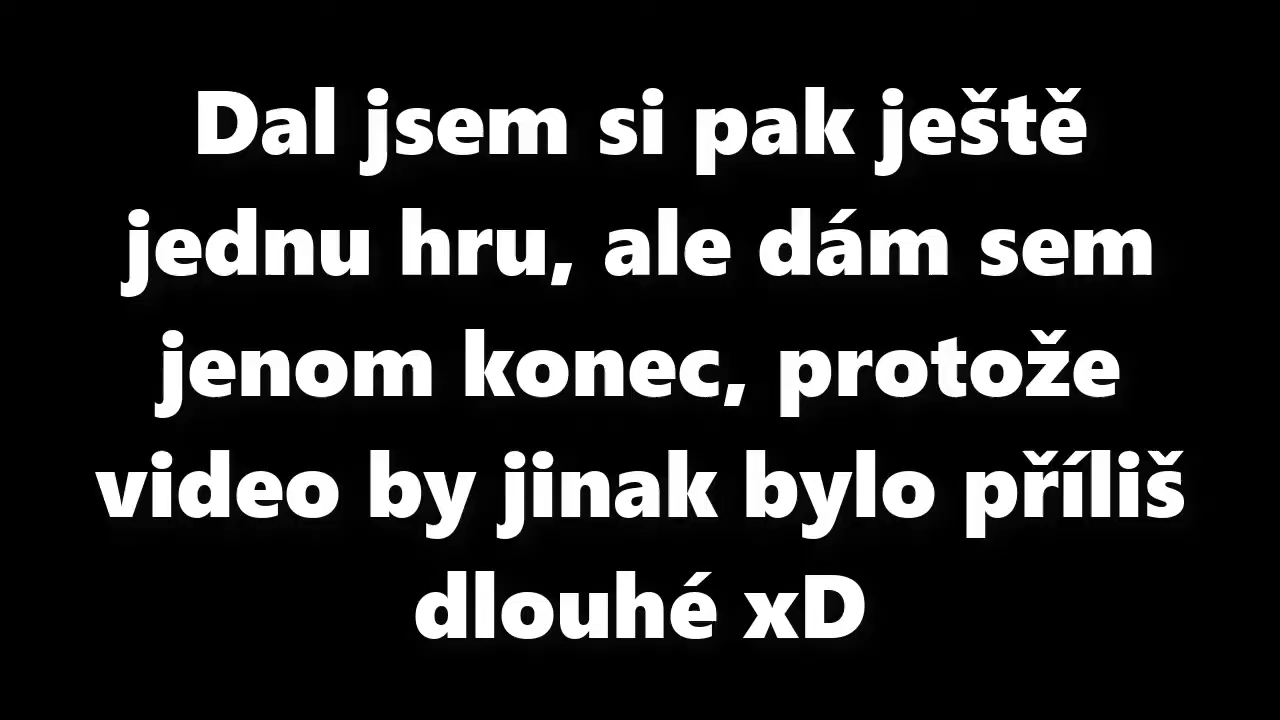 Dal jsem si pak ještě
jednu hru, ale dám sem
jenom konec, protože
video by jinak bylo příliš
dlouhé xD